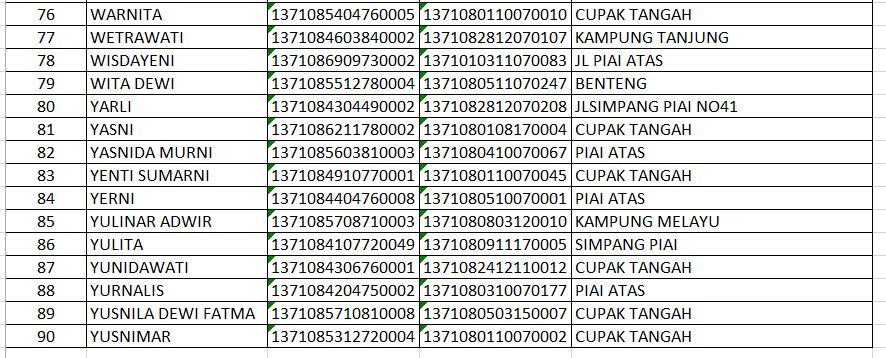 76 WARNITA 1371085404760005 1371080110070010 CUPAK TANGAH
77 WETRAWATI 1371084603840002 1371082812070107 KAMPUNG TANJUNG
78 WISDAYENI 1371086909730002 1371010311070083 JL PIAI ATAS
79 WITA DEWI 1371085512780004 1371080511070247 BENTENG
80 YARLI 1371084304490002 1371082812070208 JLSIMPANG PIAI NO41
81 YASNI 1371086211780002 1371080108170004 CUPAK TANGAH
82 YASNIDA MURNI 1371085603810003 1371080410070067 PIAI ATAS
83 YENTI SUMARNI 1371084910770001 1371080110070045 CUPAK TANGAH
84 YERNI 1371084404760008 1371080510070001 PIAI ATAS
85 YULINAR ADWIR 1371085708710003 1371080803120010 KAMPUNG MELAYU
86 YULITA 1371084107720049 1371080911170005 SIMPANG PIAI
87 YUNIDAWATI 1371084306760001 1371082412110012 CUPAK TANGAH
88 YURNALIS 1371084204750002 1371080310070177 PIAI ATAS
89 YUSNILA DEWI FATMA 1371085710810008 1371080503150007 CUPAK TANGAH
90 YUSNIMAR 1371085312720004 1371080110070002 CUPAK TANGAH